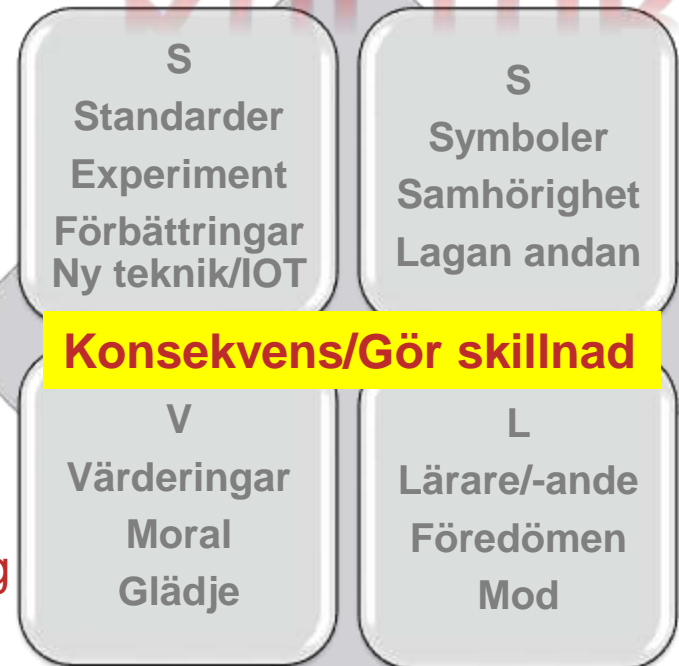 S
Standarder
Experiment
Förbättringar
Ny teknik/IOT
S
Symboler
Samhörighet
Lagan andan
Konsekvens/Gör skillnad
V
Värderingar
Moral
Glädje
L
Lärare/-ande
Föredömen
Mod
g